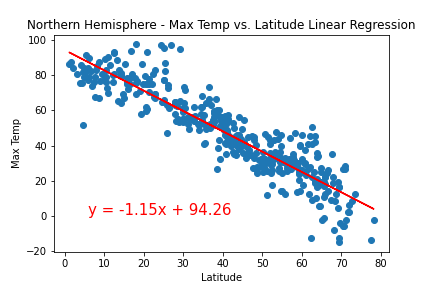 Northern Hemisphere - Max Temp vs. Latitude Linear Regression
100
80
60
40
20
0
−20
Max Temp
y = -1.15x + 94.26
0 10 20 30 40 50 60 70 80
Latitude